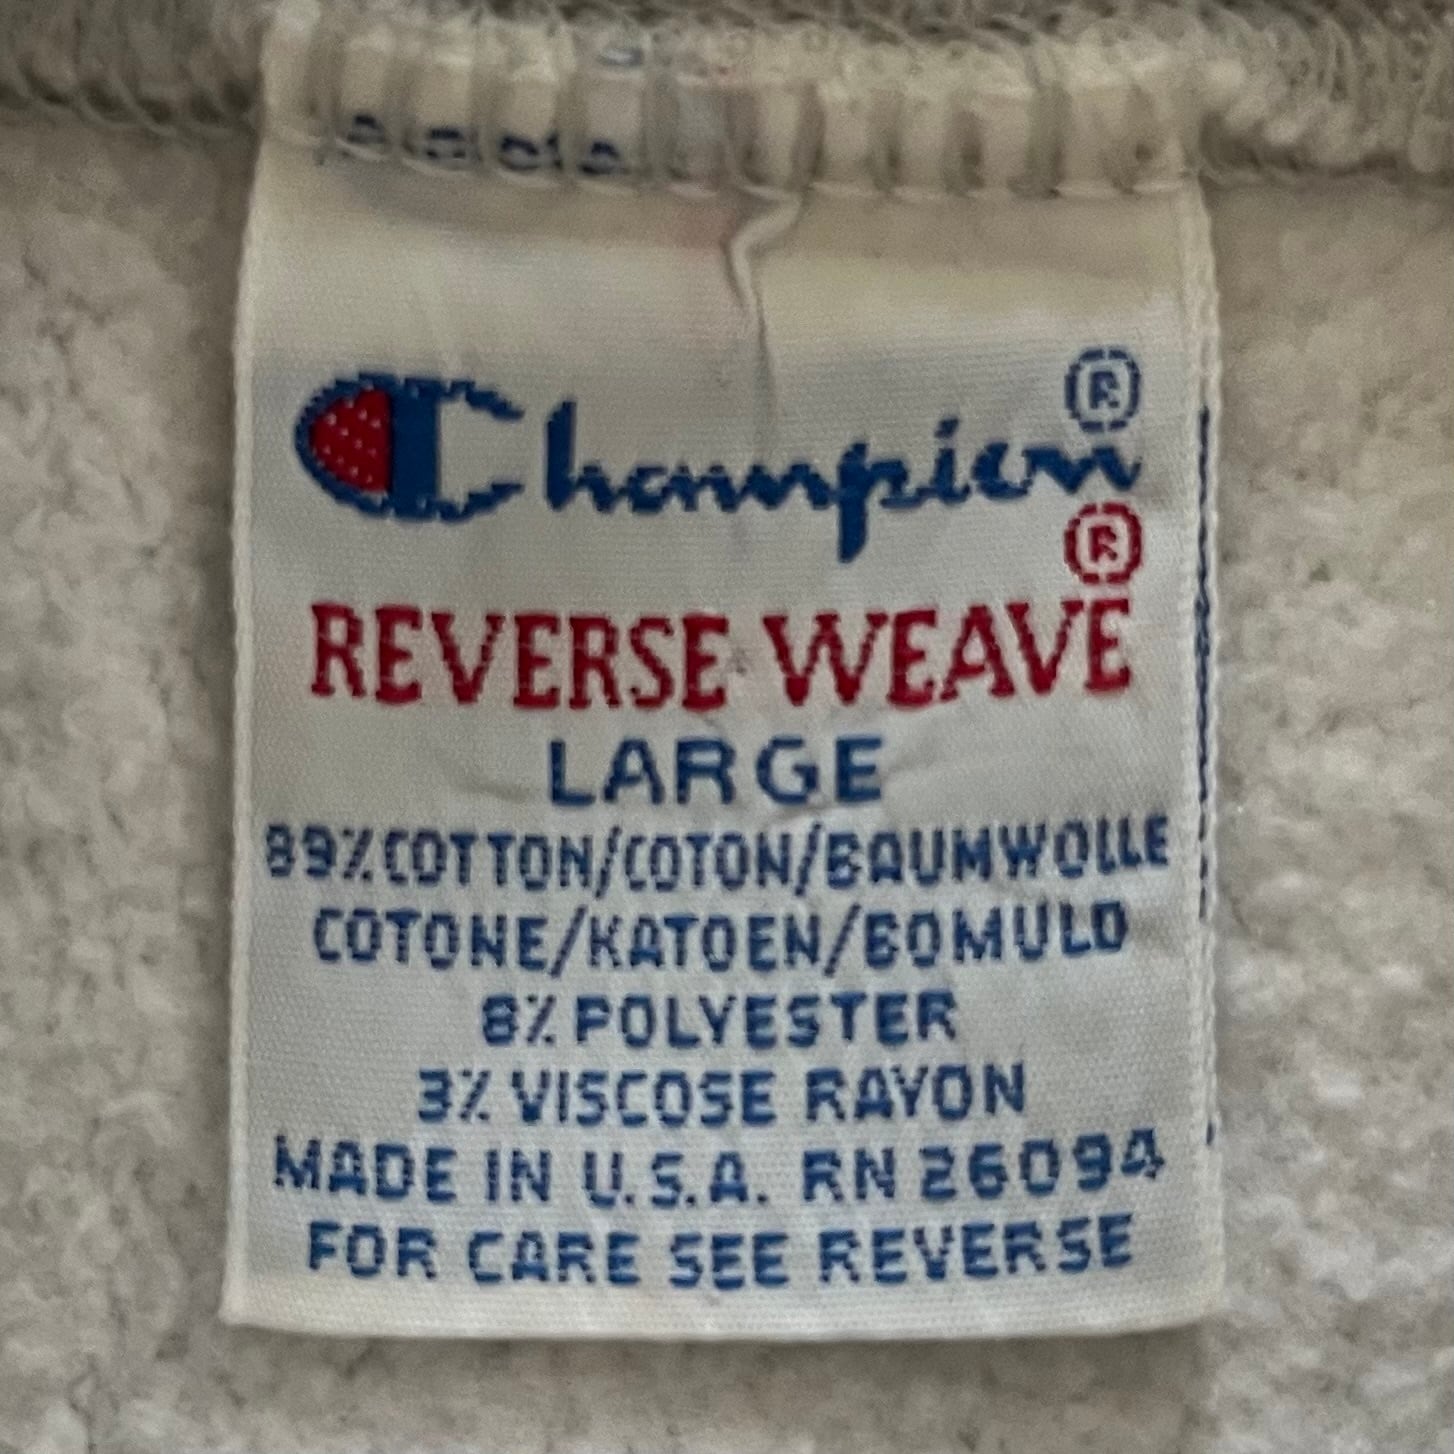 Champion®
®
REVERSE WEAVE
LARGE
89% COTTON/COTON/BAUMWOLLE
COTONE/KATOEN/BOMULD
8% POLYESTER
3% VISCOSE RAYON
MADE IN U.S.A. RN 26094
FOR CARE SEE REVERSE